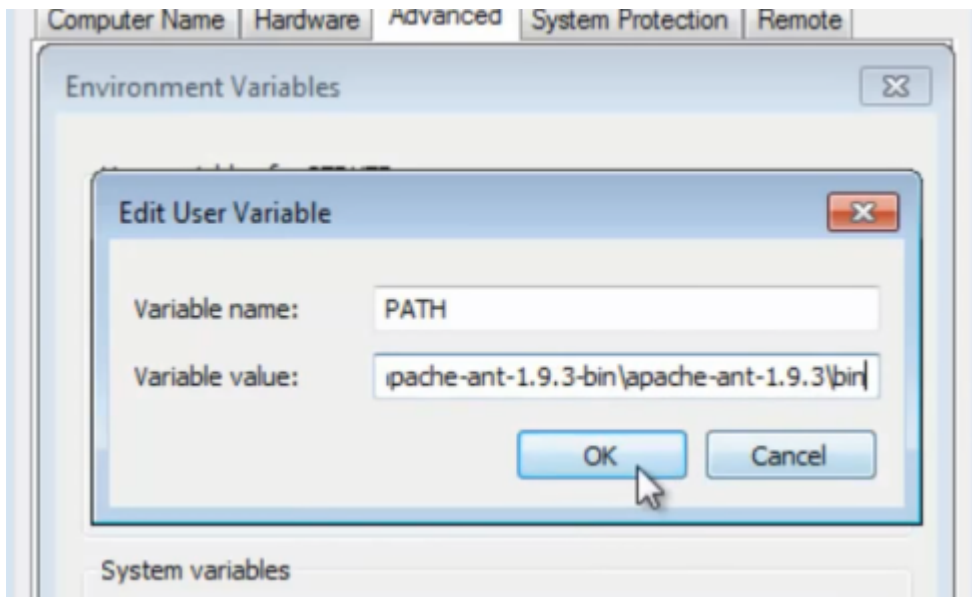 Computer Name Hardware Advanced System Protection Remote
Environment Variables
Edit User Variable
Variable name: PATH
Variable value: pache-ant-1.9.3-bin\apache-ant-1.9.3\bin
OK Cancel
System variables